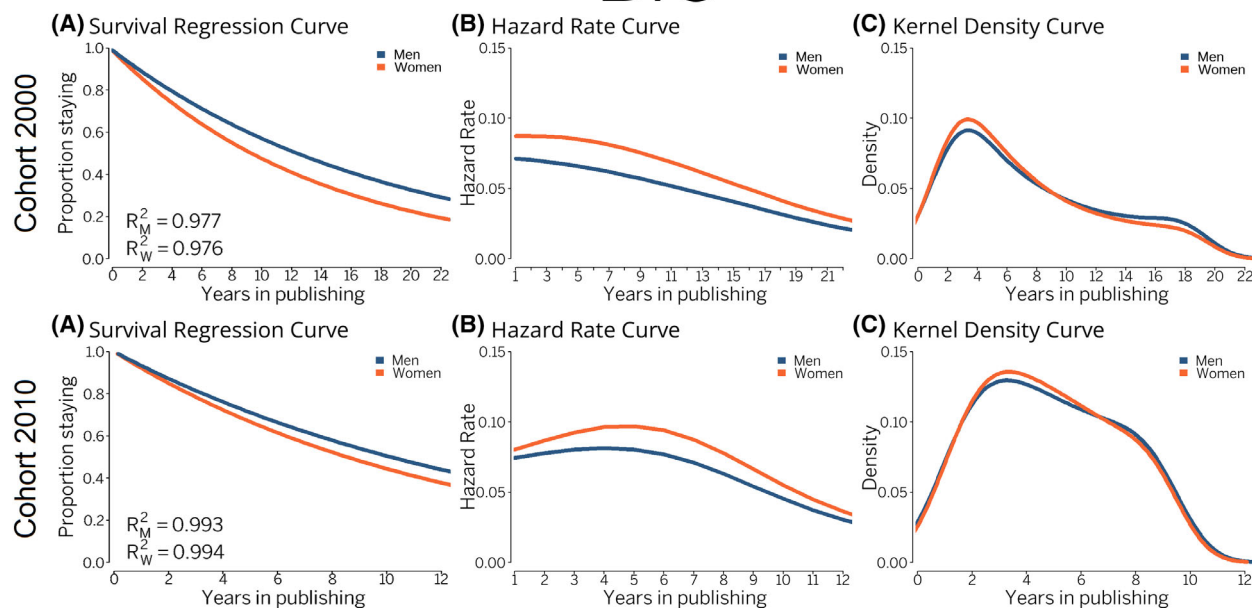 (A) Survival Regression Curve
(B) Hazard Rate Curve
(C) Kernel Density Curve
Cohort 2000
Proportion staying
1.0
0.8
0.6
0.4
0.2
0.0
Men
Women
R²M = 0.977
R²W = 0.976
0 2 4 6 8 10 12 14 16 18 20 22
Years in publishing
Hazard Rate
0.15
0.10
0.05
0.00
Men
Women
1 3 5 7 9 11 13 15 17 19 21
Years in publishing
Density
0.15
0.10
0.05
0.00
Men
Women
0 2 4 6 8 10 12 14 16 18 20 22
Years in publishing
(A) Survival Regression Curve
(B) Hazard Rate Curve
(C) Kernel Density Curve
Cohort 2010
Proportion staying
1.0
0.8
0.6
0.4
0.2
0.0
Men
Women
R²M = 0.993
R²W = 0.994
0 2 4 6 8 10 12
Years in publishing
Hazard Rate
0.15
0.10
0.05
0.00
Men
Women
1 2 3 4 5 6 7 8 9 10 11 12
Years in publishing
Density
0.15
0.10
0.05
0.00
Men
Women
0 2 4 6 8 10 12
Years in publishing